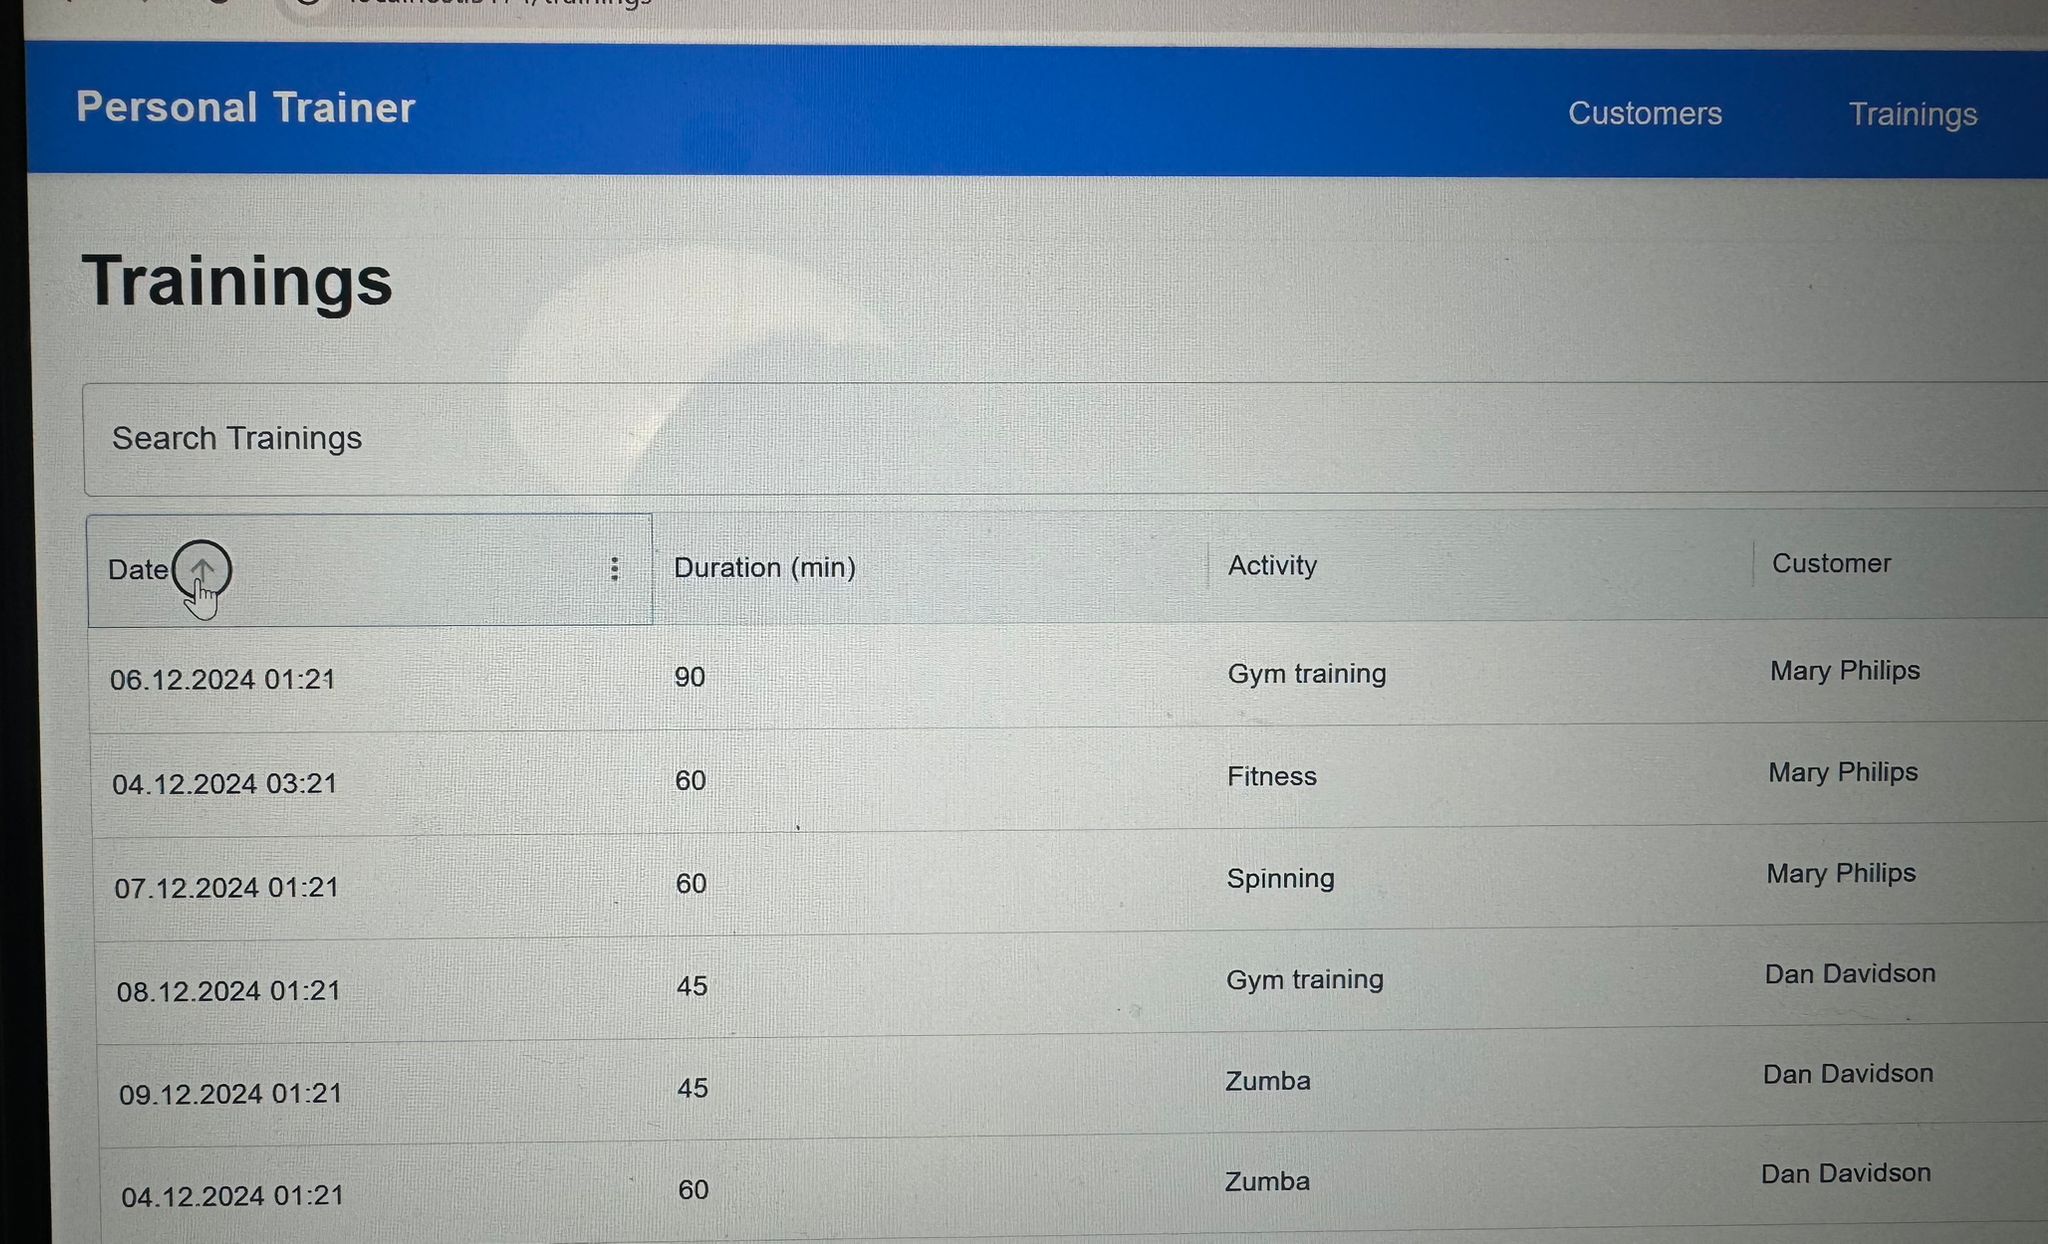 Personal Trainer
Customers
Trainings
Trainings
Search Trainings
Date
Duration (min)
Activity
Customer
06.12.2024 01:21
90
Gym training
Mary Philips
04.12.2024 03:21
60
Fitness
Mary Philips
07.12.2024 01:21
60
Spinning
Mary Philips
08.12.2024 01:21
45
Gym training
Dan Davidson
09.12.2024 01:21
45
Zumba
Dan Davidson
04.12.2024 01:21
60
Zumba
Dan Davidson